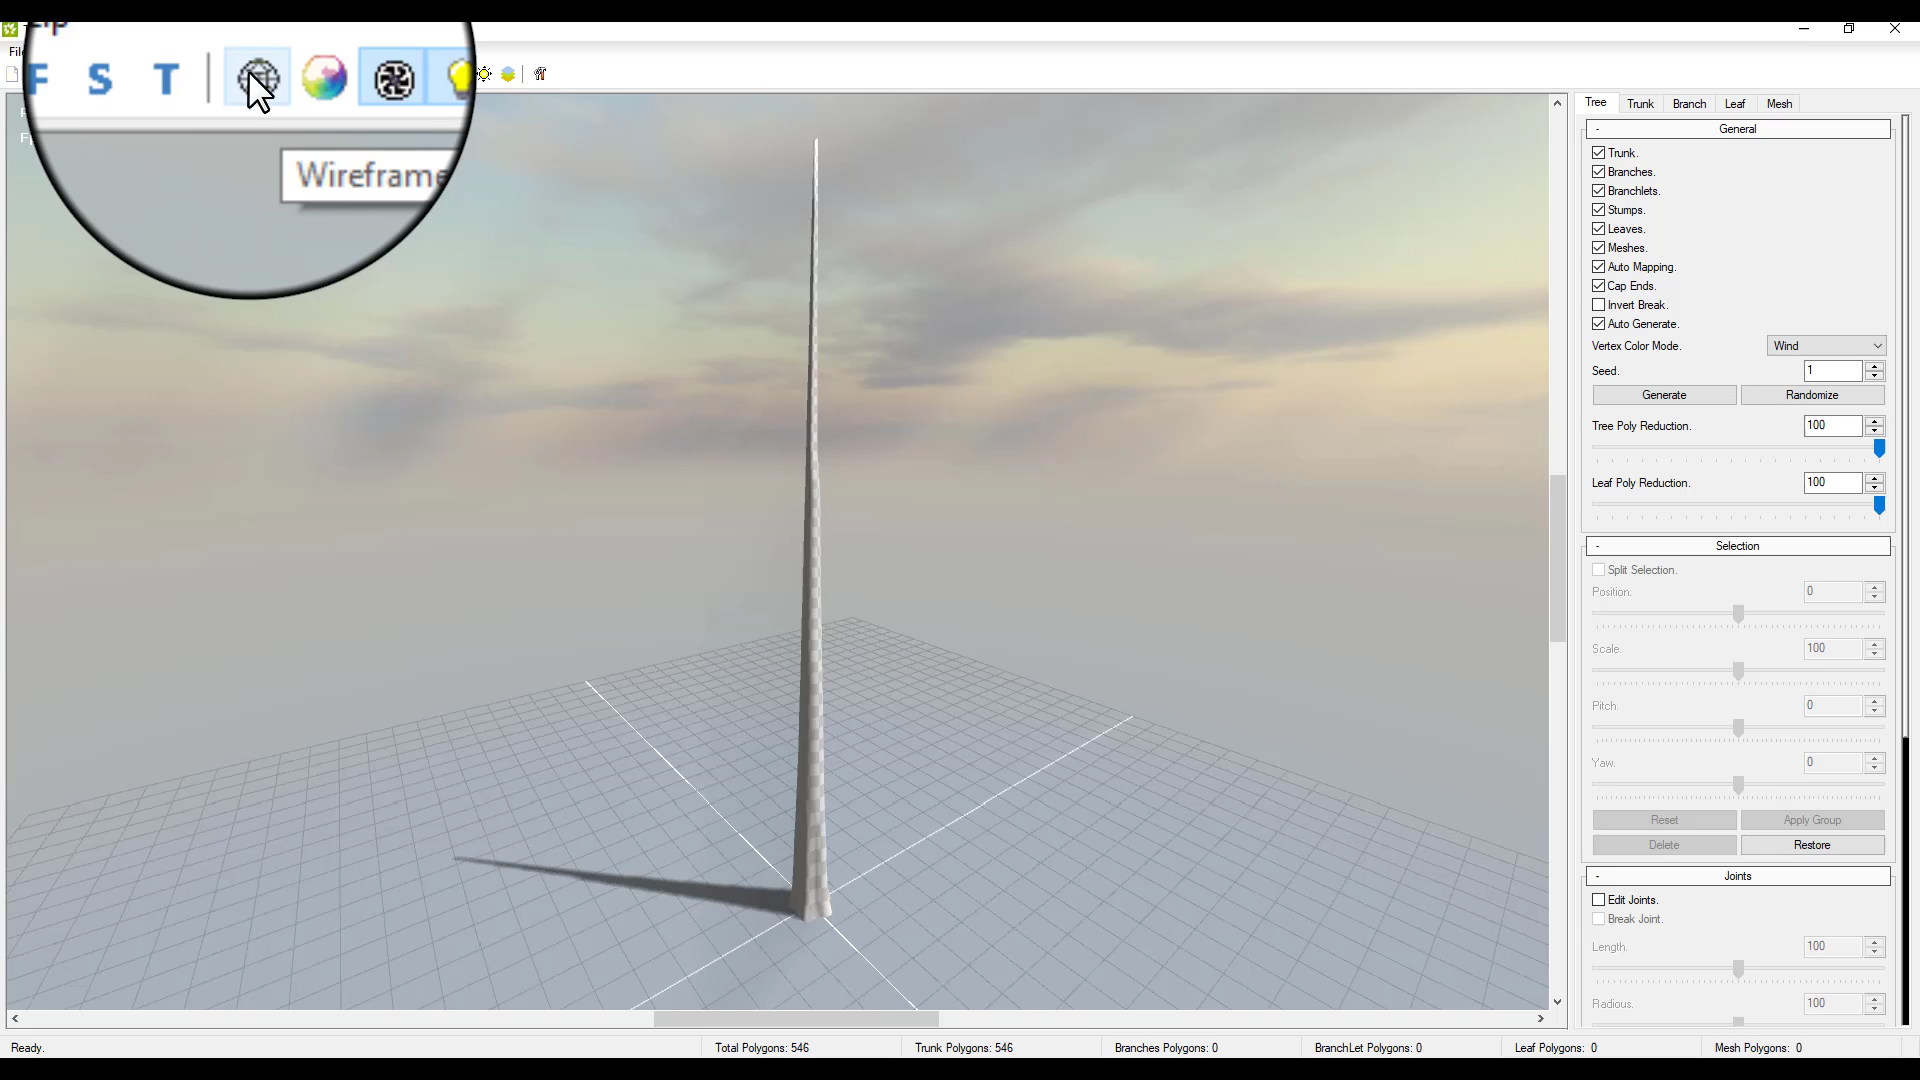 File
F S T
Wireframe
Tree Trunk Branch Leaf Mesh
- General
Trunk.
Branches.
Branchlets.
Stumps.
Leaves.
Meshes.
Auto Mapping.
Cap Ends.
Invert Break.
Auto Generate.
Vertex Color Mode. Wind
Seed. 1
Generate Randomize
Tree Poly Reduction. 100
Leaf Poly Reduction. 100
- Selection
Split Selection.
Position. 0
Scale. 100
Pitch. 0
Yaw. 0
Reset Apply Group
Delete Restore
- Joints
Edit Joints.
Break Joint.
Length. 100
Radious. 100
Ready. Total Polygons: 546 Trunk Polygons: 546 Branches Polygons: 0 BranchLet Polygons: 0 Leaf Polygons: 0 Mesh Polygons: 0